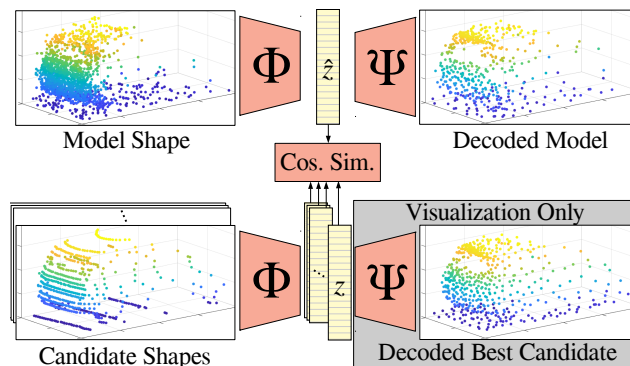 Φ
ẑ
Ψ
Model Shape
Decoded Model
Cos. Sim.
Visualization Only
Φ
z
Ψ
Candidate Shapes
Decoded Best Candidate